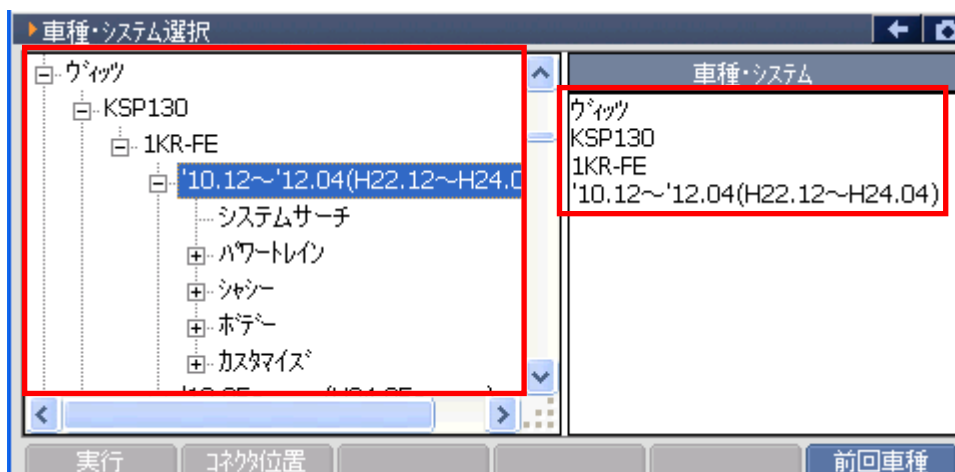 車種・システム選択
ヴィッツ
KSP130
1KR-FE
'10.12～'12.04(H22.12～H24.0
システムサーチ
パワートレイン
シャシー
ボデー
カスタマイズ
車種・システム
ヴィッツ
KSP130
1KR-FE
'10.12～'12.04(H22.12～H24.04)
実行
コネクタ位置
前回車種